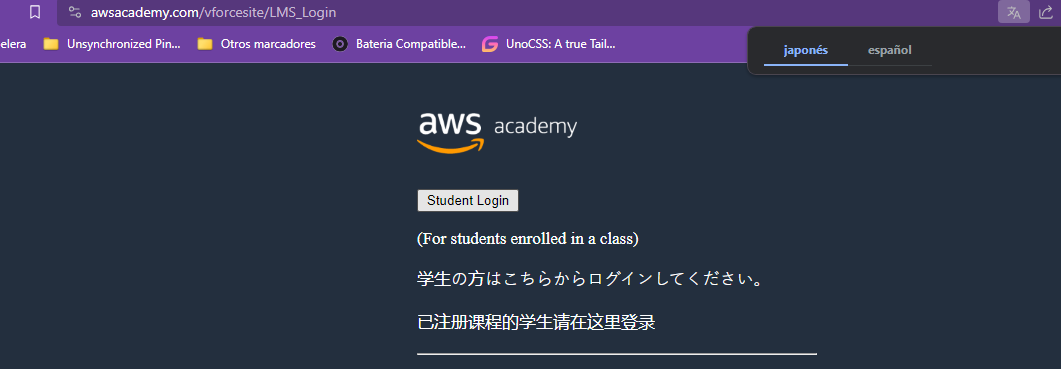 awsacademy.com/vforcesite/LMS_Login
elera Unsynchronized Pin... Otros marcadores Bateria Compatible... UnoCSS: A true Tail...
japonés español
aws academy
Student Login
(For students enrolled in a class)
学生の方はこちらからログインしてください。
已注册课程的学生请在这里登录